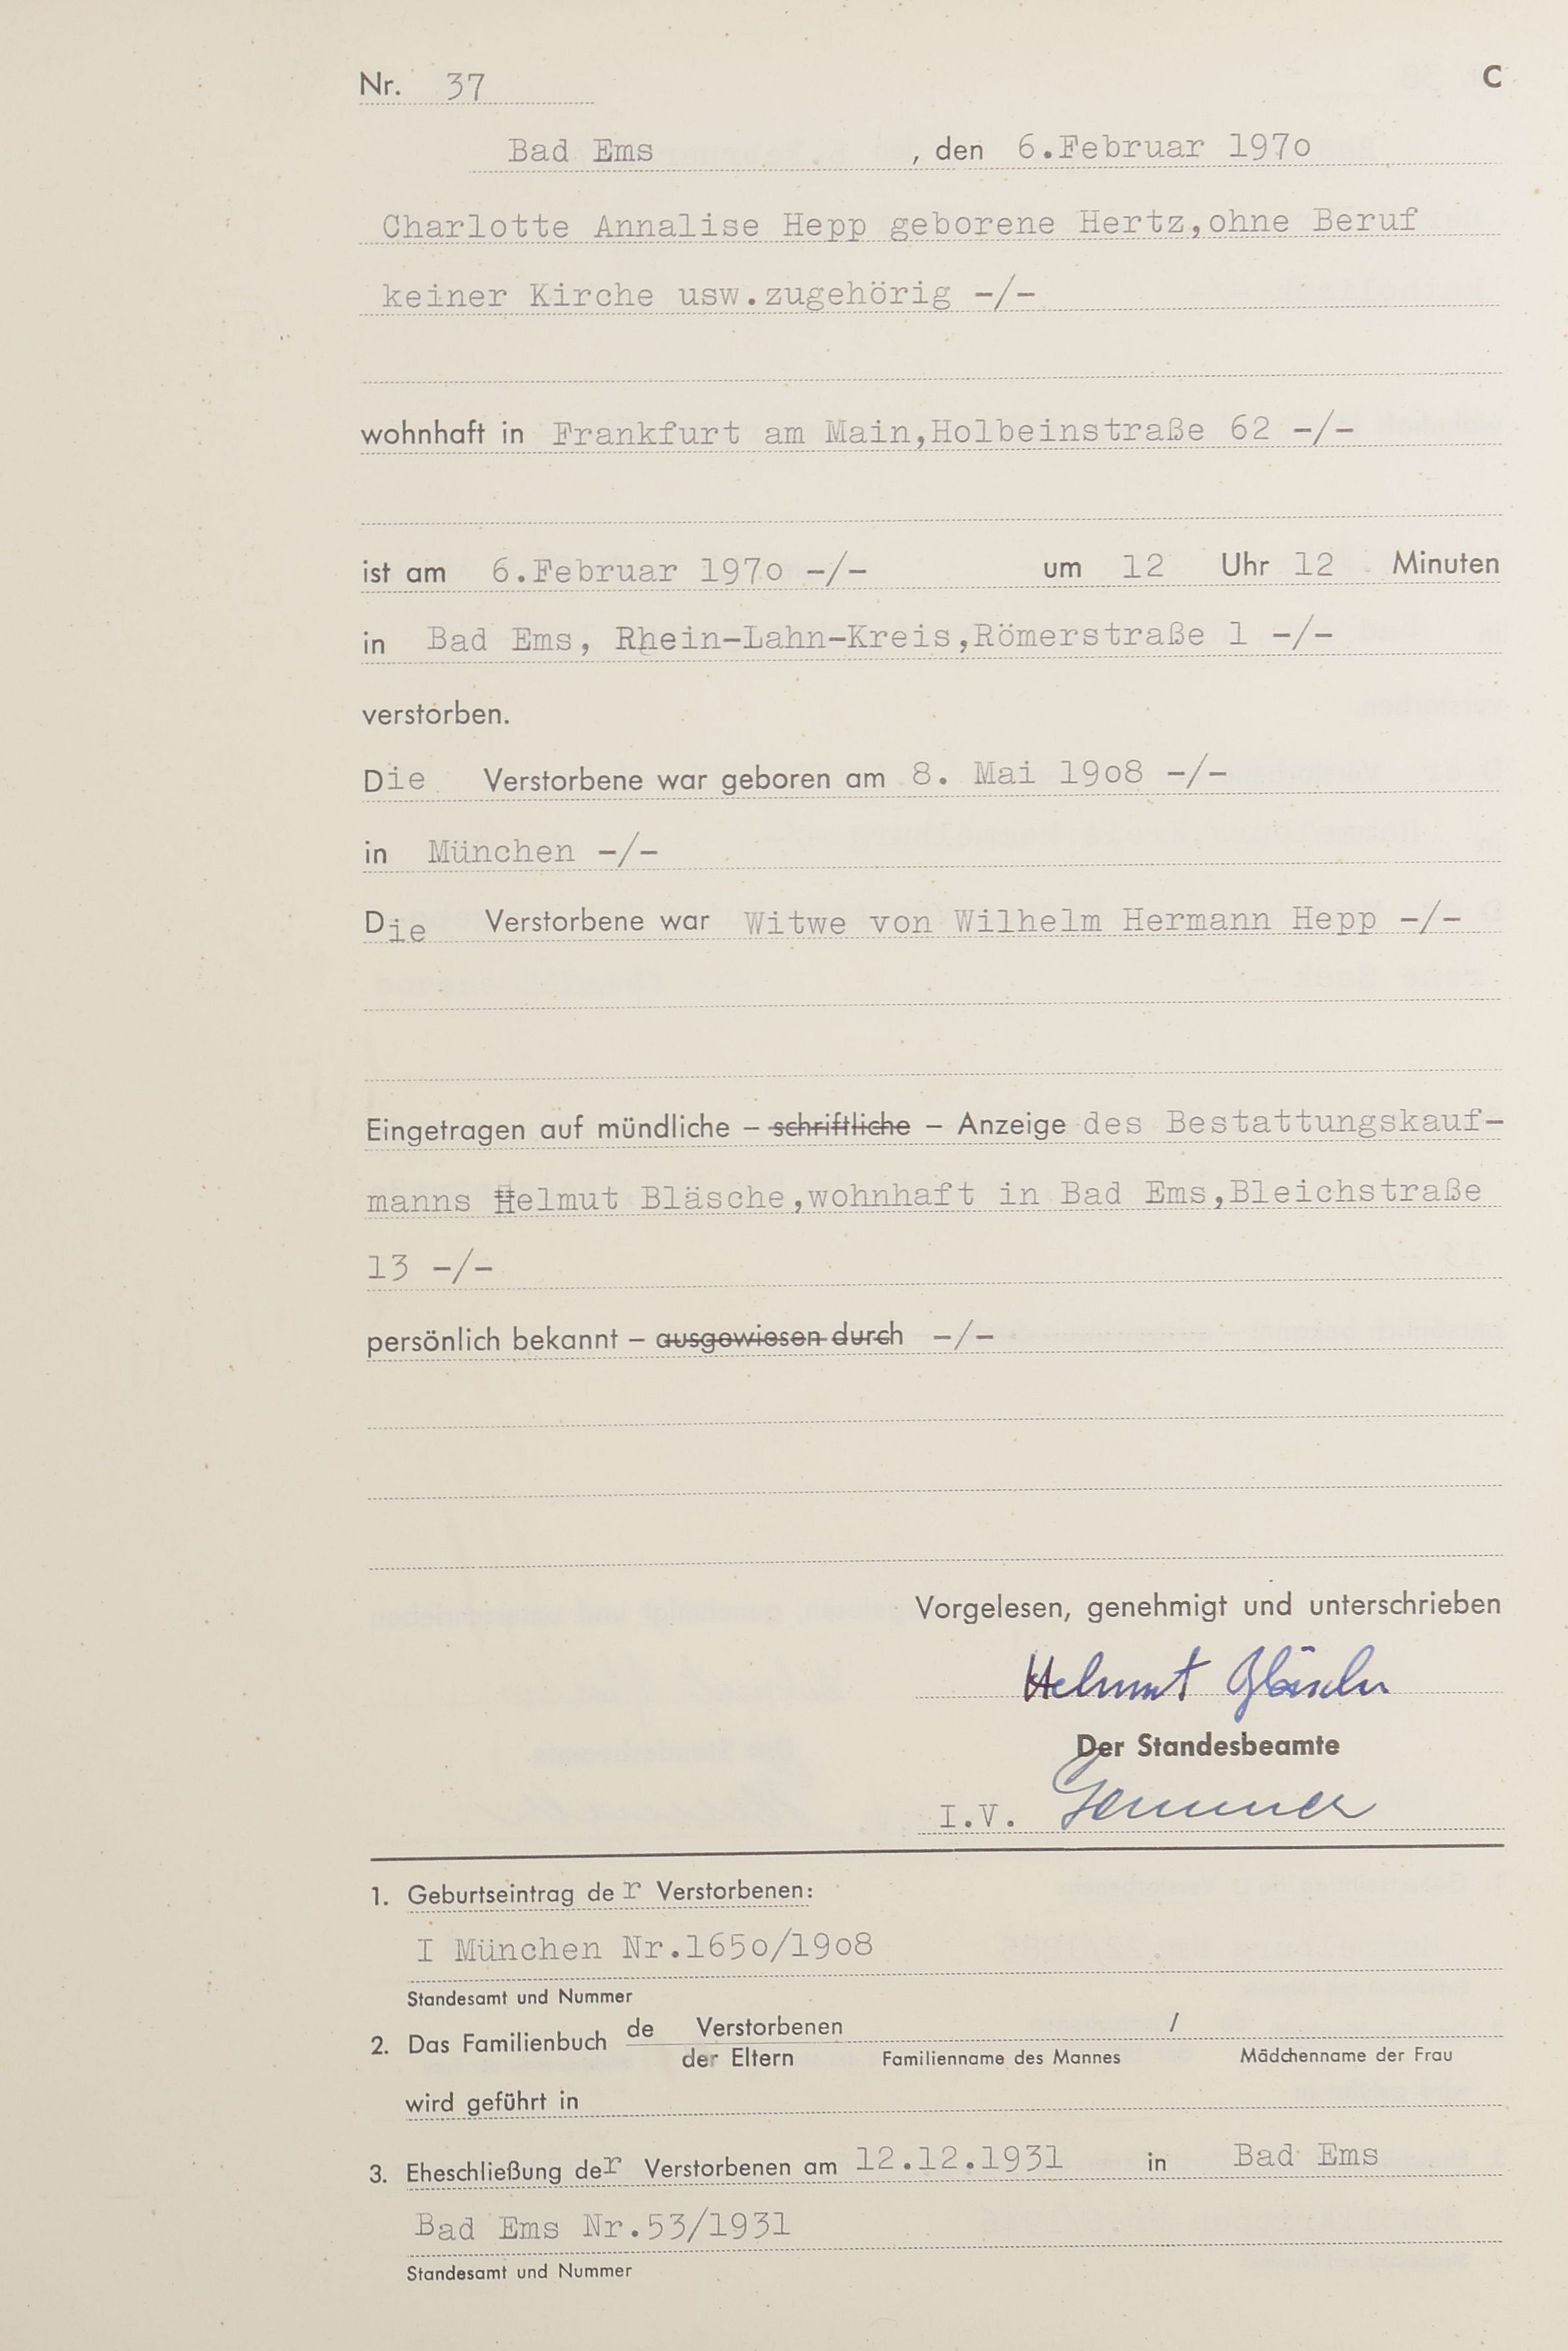 Nr. 37 C
Bad Ems , den 6.Februar 197o
Charlotte Annalise Hepp geborene Hertz,ohne Beruf
keiner Kirche usw.zugehörig -/-
wohnhaft in Frankfurt am Main,Holbeinstraße 62 -/-
ist am 6.Februar 197o -/- um 12 Uhr 12 Minuten
in Bad Ems, Rhein-Lahn-Kreis,Römerstraße 1 -/-
verstorben.
Die Verstorbene war geboren am 8. Mai 19o8 -/-
in München -/-
Die Verstorbene war Witwe von Wilhelm Hermann Hepp -/-
Eingetragen auf mündliche – schriftliche – Anzeige des Bestattungskauf-
manns Helmut Bläsche,wohnhaft in Bad Ems,Bleichstraße
13 -/-
persönlich bekannt – ausgewiesen durch -/-
Vorgelesen, genehmigt und unterschrieben
Helmut Bläsche
Der Standesbeamte
I.V.
1. Geburtseintrag der Verstorbenen:
I München Nr.165o/19o8
Standesamt und Nummer
2. Das Familienbuch de Verstorbenen /
der Eltern Familienname des Mannes Mädchenname der Frau
wird geführt in
3. Eheschließung der Verstorbenen am 12.12.1931 in Bad Ems
Bad Ems Nr.53/1931
Standesamt und Nummer